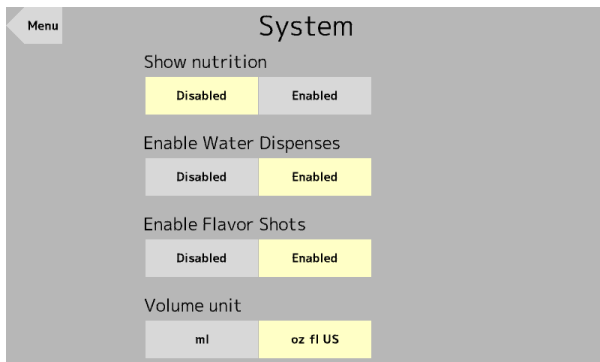 Menu
System
Show nutrition
Disabled Enabled
Enable Water Dispenses
Disabled Enabled
Enable Flavor Shots
Disabled Enabled
Volume unit
ml oz fl US